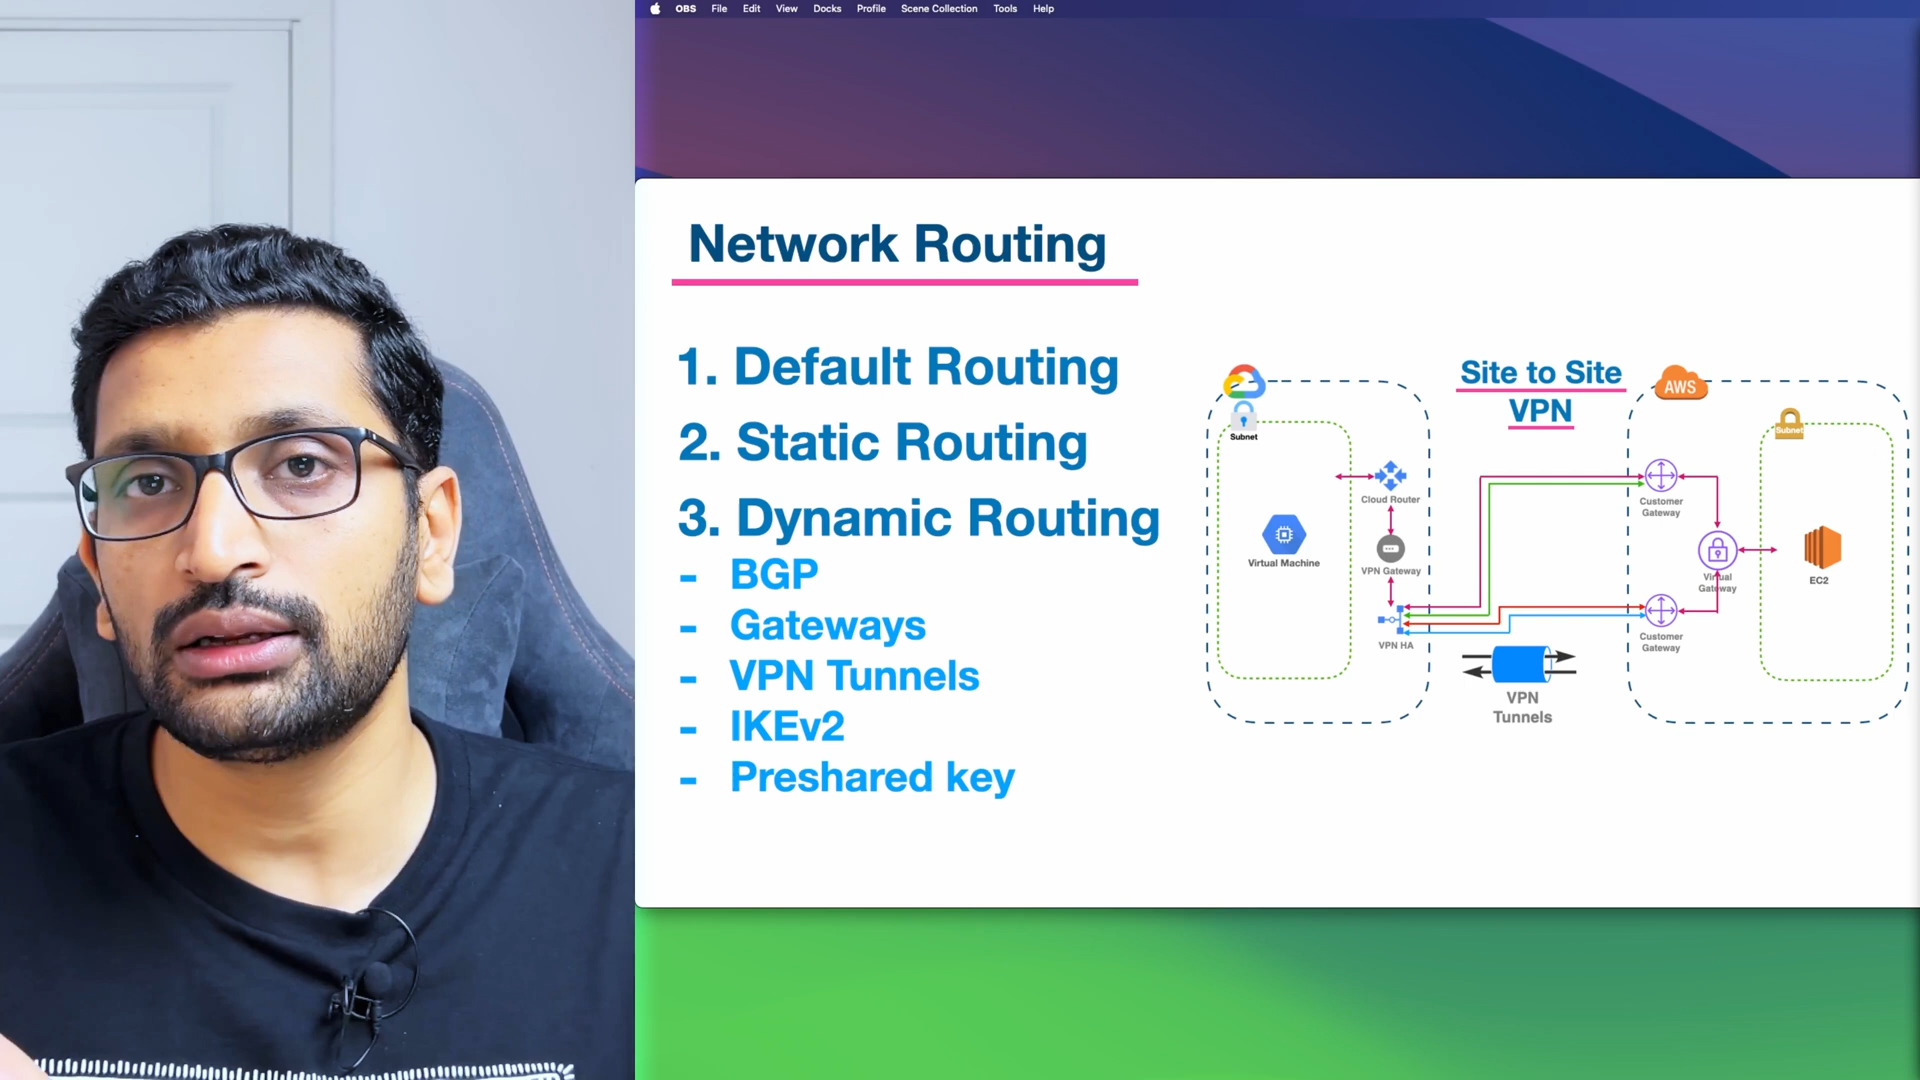 OBS File Edit View Docks Profile Scene Collection Tools Help
Network Routing
1. Default Routing
2. Static Routing
3. Dynamic Routing
- BGP
- Gateways
- VPN Tunnels
- IKEv2
- Preshared key
Site to Site
VPN
AWS
Subnet
Subnet
Cloud Router
Customer
Gateway
Virtual Machine
VPN Gateway
Virtual
Gateway
EC2
VPN HA
Customer
Gateway
VPN
Tunnels